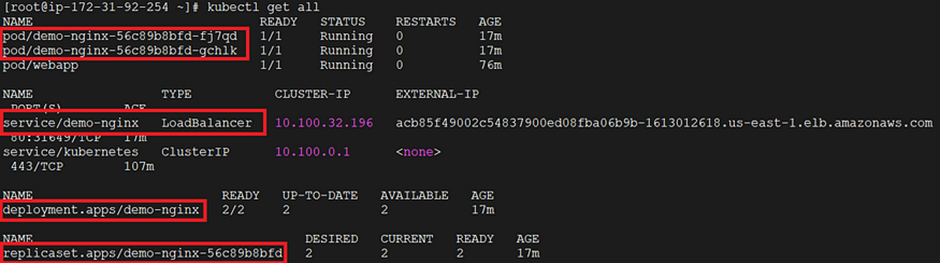 [root@ip-172-31-92-254 ~]# kubectl get all
NAME READY STATUS RESTARTS AGE
pod/demo-nginx-56c89b8bfd-fj7qd 1/1 Running 0 17m
pod/demo-nginx-56c89b8bfd-gchlk 1/1 Running 0 17m
pod/webapp 1/1 Running 0 76m
NAME TYPE CLUSTER-IP EXTERNAL-IP
PORT(S) AGE
service/demo-nginx LoadBalancer 10.100.32.196 acb85f49002c54837900ed08fba06b9b-1613012618.us-east-1.elb.amazonaws.com
80:31649/TCP 17m
service/kubernetes ClusterIP 10.100.0.1 <none>
443/TCP 107m
NAME READY UP-TO-DATE AVAILABLE AGE
deployment.apps/demo-nginx 2/2 2 2 17m
NAME DESIRED CURRENT READY AGE
replicaset.apps/demo-nginx-56c89b8bfd 2 2 2 17m